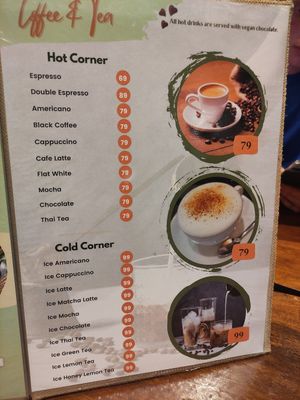 Coffee & Tea
All hot drinks are served with vegan chocolate.
Hot Corner
Espresso 69
Double Espresso 89
Americano 79
Black Coffee 79
Cappuccino 79
Cafe Latte 79
Flat White 79
Mocha 79
Chocolate 79
Thai Tea 79
79
79
Cold Corner
Ice Americano 99
Ice Cappuccino 99
Ice Latte 99
Ice Matcha Latte 99
Ice Mocha 99
Ice Chocolate 99
Ice Thai Tea 99
Ice Green Tea 99
Ice Lemon Tea 99
Ice Honey Lemon Tea 99
99